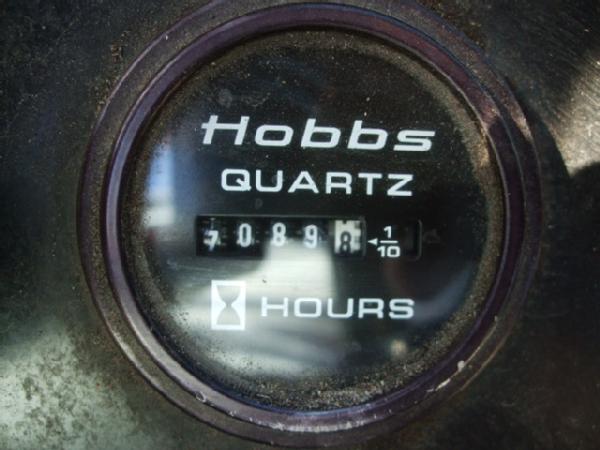 Hobbs
QUARTZ
70898 ◂1/10
HOURS